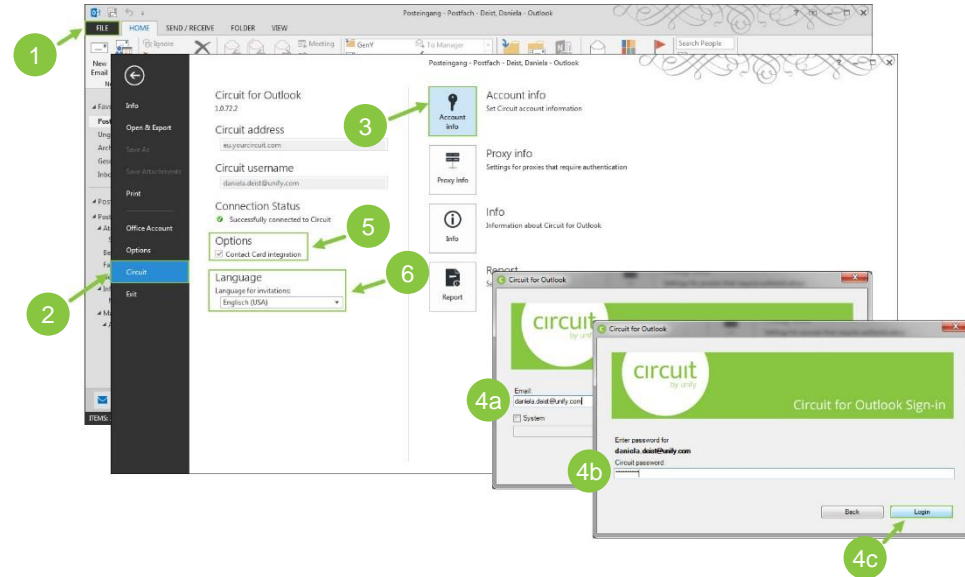 Posteingang - Postfach - Deist, Daniela - Outlook
FILE HOME SEND / RECEIVE FOLDER VIEW
1
Ignore
Meeting
GenY
To Manager
Search People
New
Email
Posteingang - Postfach - Deist, Daniela - Outlook
Info
Open & Export
Save As
Save Attachments
Print
Office Account
Options
Circuit
Exit
2
Circuit for Outlook
1.0.72.2
Circuit address
eu.yourcircuit.com
Circuit username
daniela.deist@unify.com
Connection Status
Successfully connected to Circuit
Options
Contact Card integration
5
Language
Language for invitations:
Englisch (USA)
6
3
Account
info
Account info
Set Circuit account information
Proxy Info
Proxy info
Settings for proxies that require authentication
Info
Info
Information about Circuit for Outlook
Report
Report
ITEMS:
Circuit for Outlook
circuit
by unify
4a
Email:
daniela.deist@unify.com
System
Circuit for Outlook
circuit
by unify
Circuit for Outlook Sign-in
4b
Enter password for
daniela.deist@unify.com
Circuit password:
Back
Login
4c